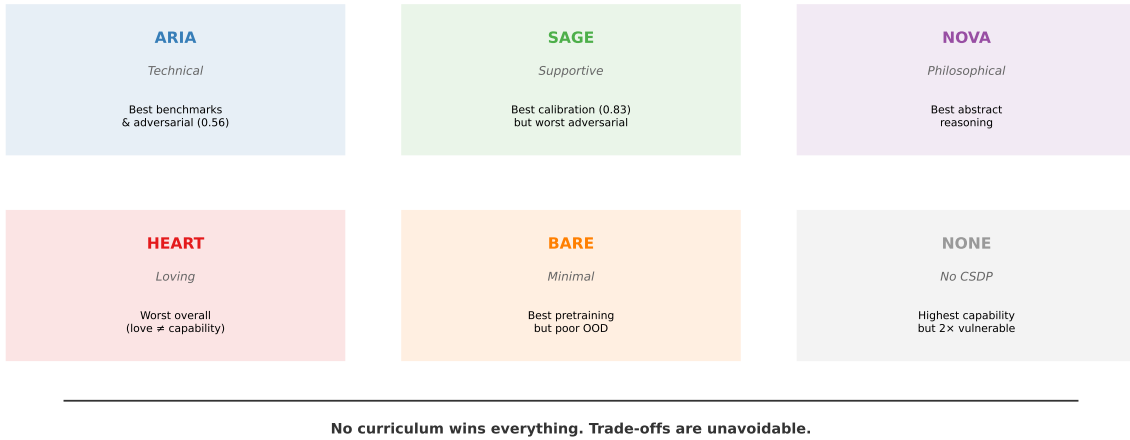 ARIA
Technical
Best benchmarks
& adversarial (0.56)
SAGE
Supportive
Best calibration (0.83)
but worst adversarial
NOVA
Philosophical
Best abstract
reasoning
HEART
Loving
Worst overall
(love ≠ capability)
BARE
Minimal
Best pretraining
but poor OOD
NONE
No CSDP
Highest capability
but 2× vulnerable
No curriculum wins everything. Trade-offs are unavoidable.